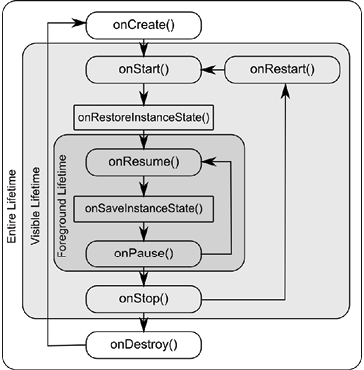 onCreate()
onStart()
onRestart()
onRestoreInstanceState()
onResume()
onSaveInstanceState()
onPause()
onStop()
onDestroy()
Entire Lifetime
Visible Lifetime
Foreground Lifetime